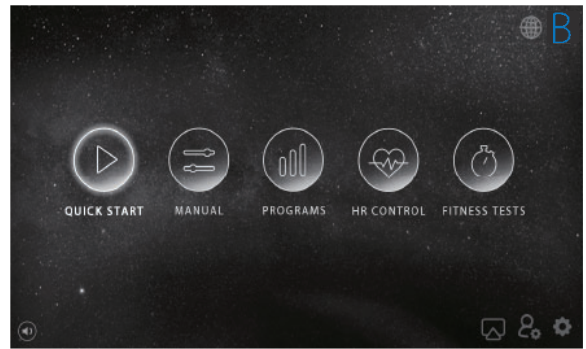 B
QUICK START
MANUAL
PROGRAMS
HR CONTROL
FITNESS TESTS